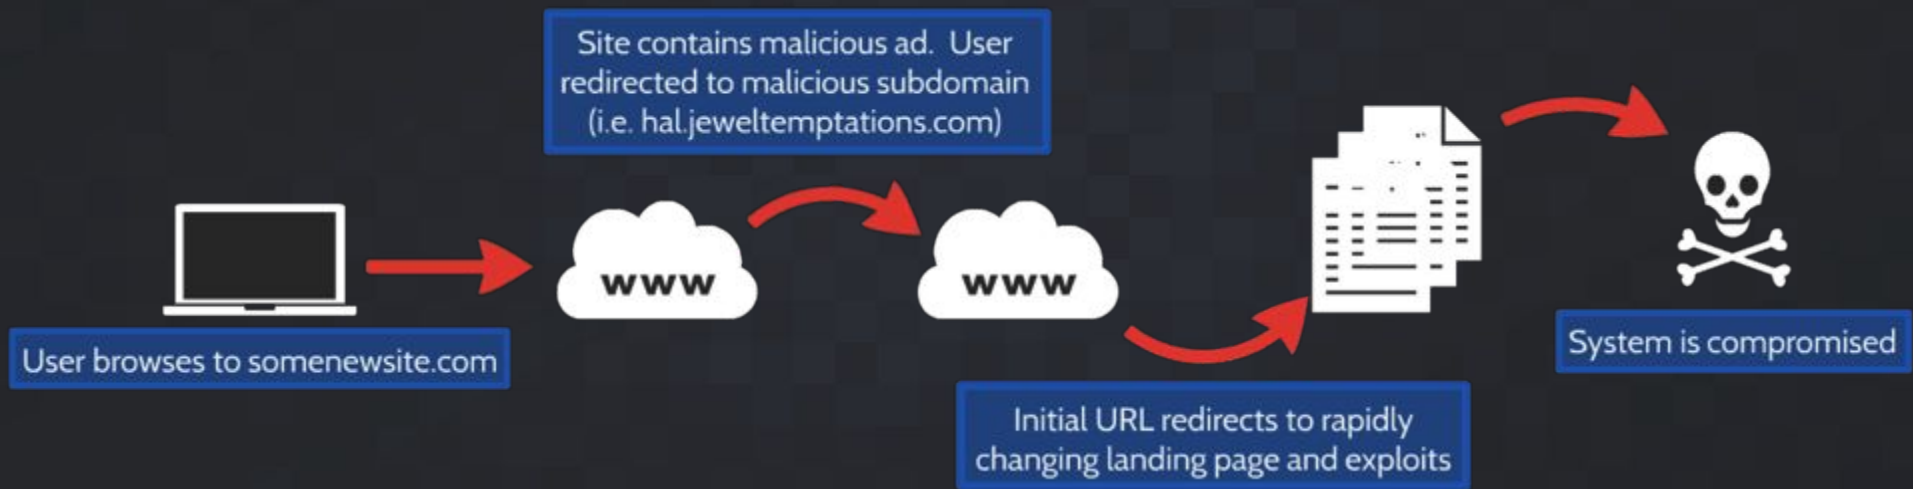 Site contains malicious ad. User
redirected to malicious subdomain
(i.e. hal.jeweltemptations.com)
www
www
User browses to somenewsite.com
System is compromised
Initial URL redirects to rapidly
changing landing page and exploits